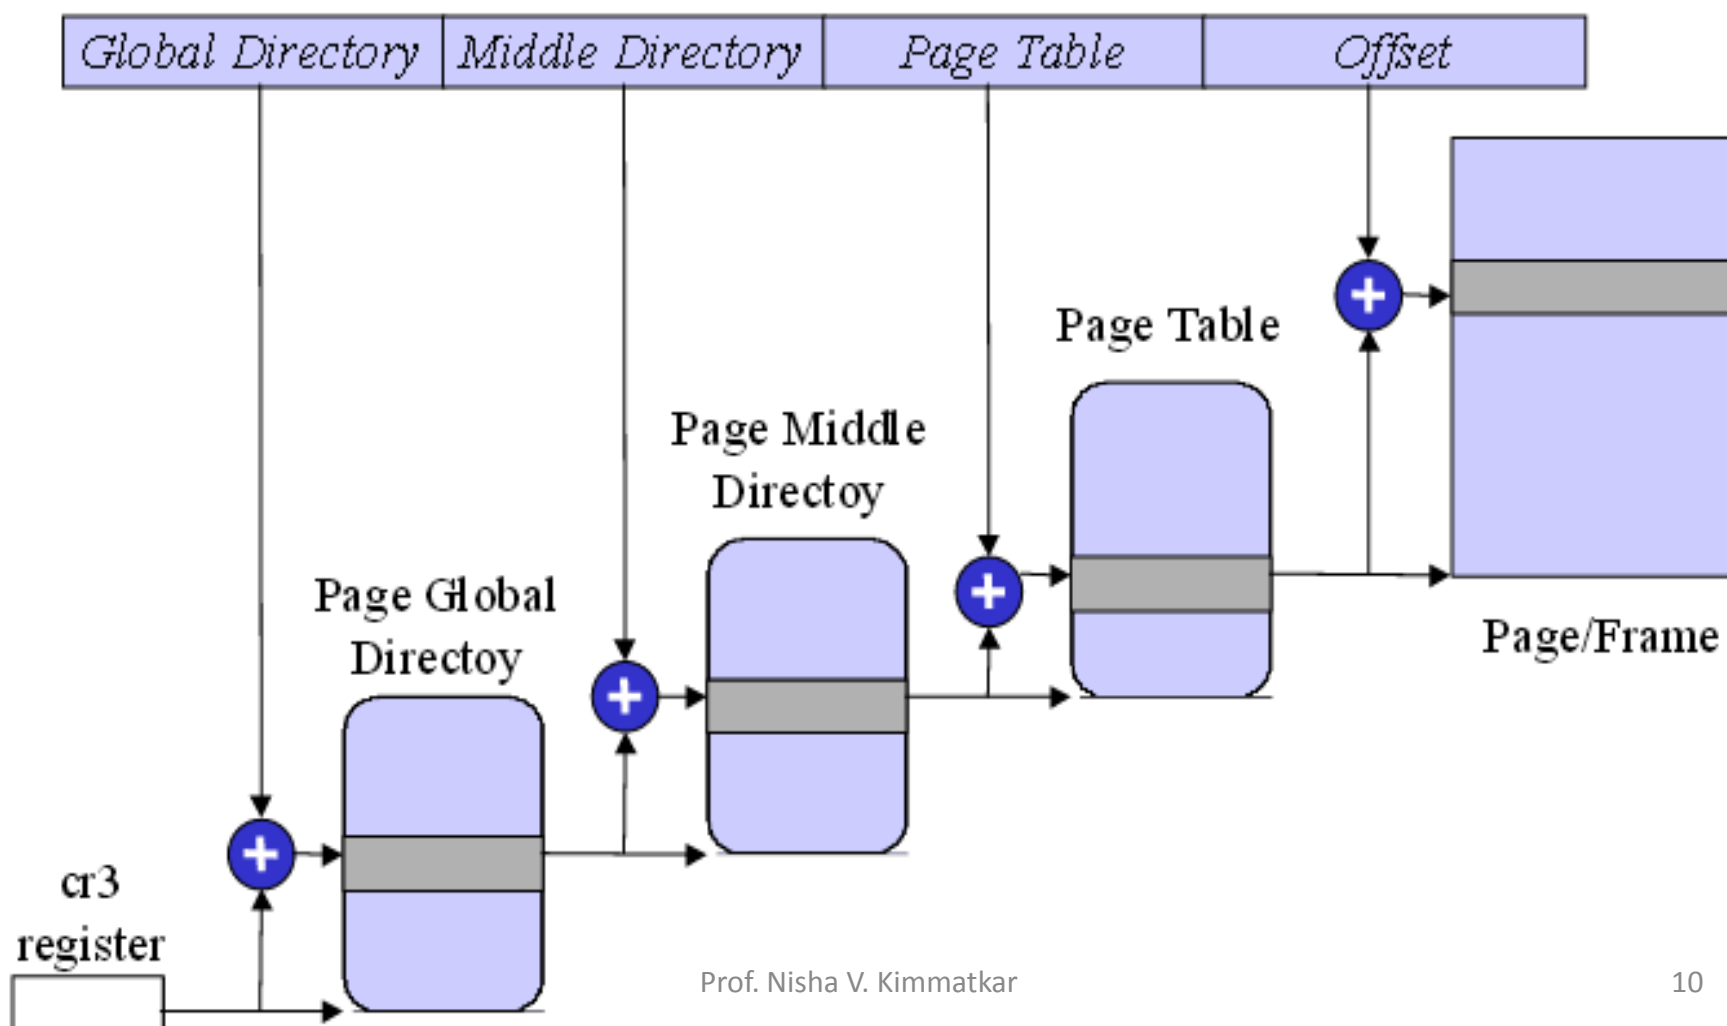 Global Directory Middle Directory Page Table Offset
Page Table
Page Middle
Directoy
Page Global
Directoy
Page/Frame
cr3
register
Prof. Nisha V. Kimmatkar
10